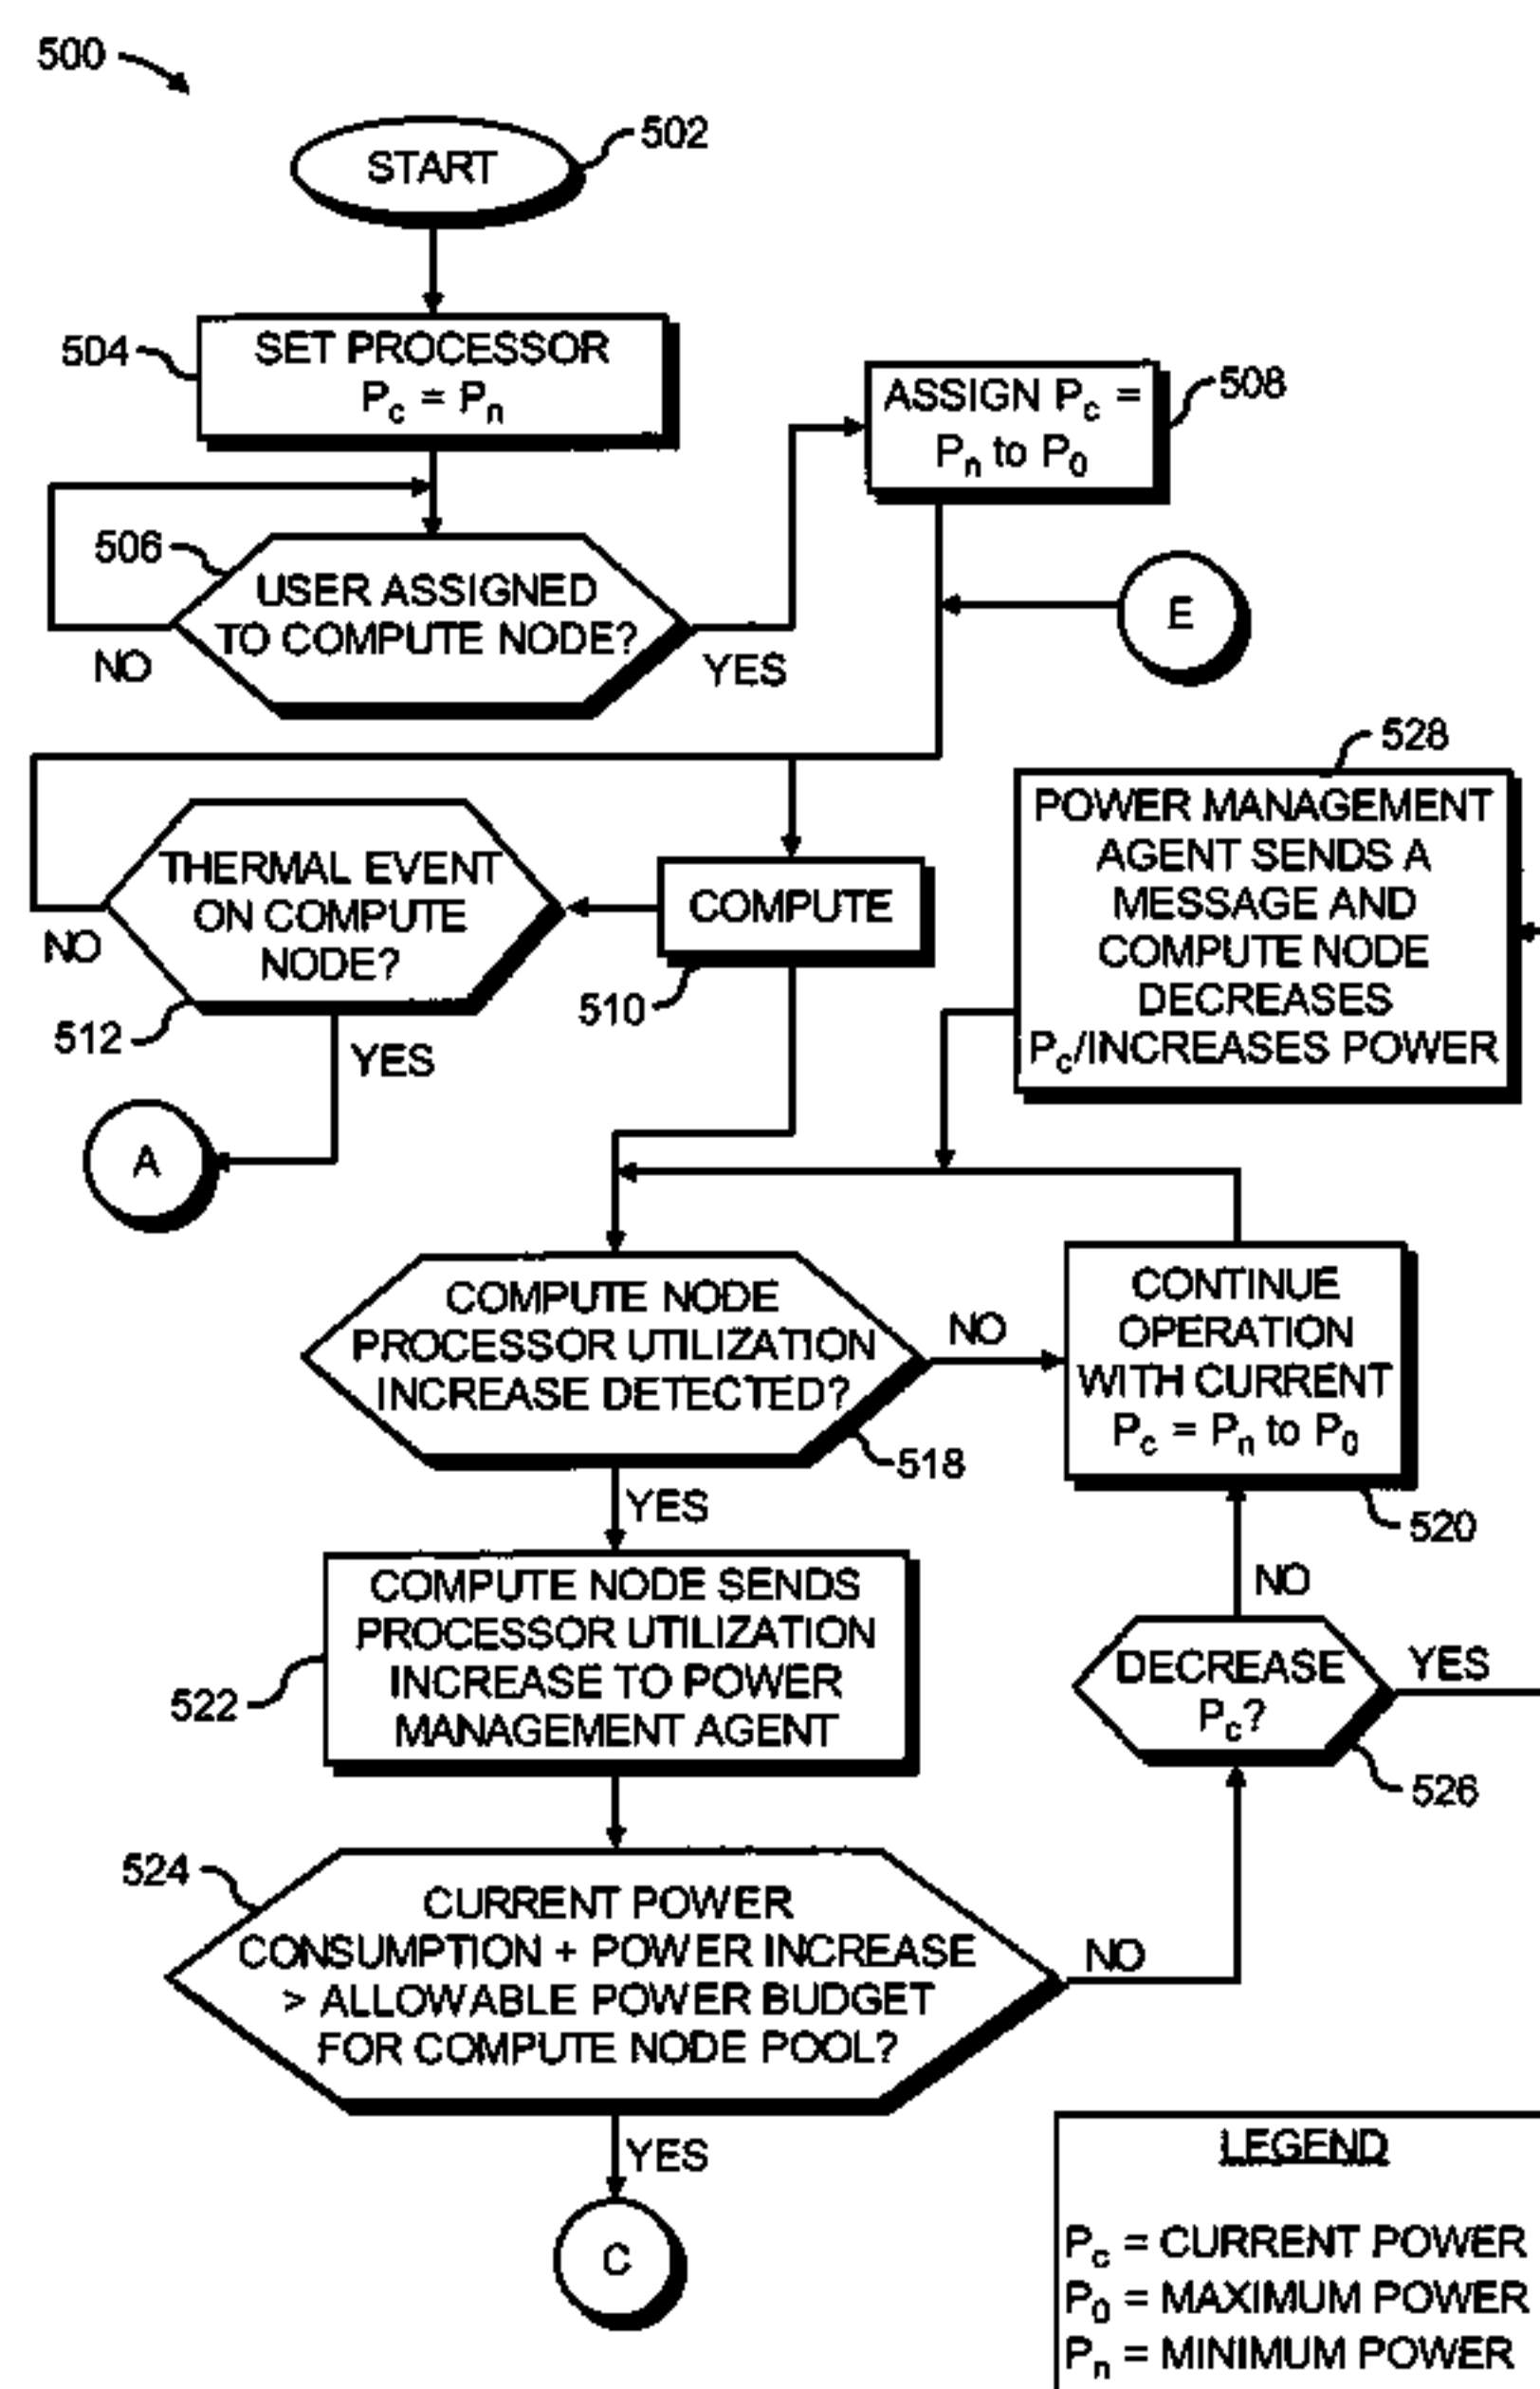 500
START
502
504
SET PROCESSOR
Pc = Pn
ASSIGN Pc =
Pn to P0
508
506
USER ASSIGNED
TO COMPUTE NODE?
NO
YES
E
528
POWER MANAGEMENT
AGENT SENDS A
MESSAGE AND
COMPUTE NODE
DECREASES
Pc/INCREASES POWER
THERMAL EVENT
ON COMPUTE
NODE?
NO
COMPUTE
510
512
YES
A
COMPUTE NODE
PROCESSOR UTILIZATION
INCREASE DETECTED?
NO
518
CONTINUE
OPERATION
WITH CURRENT
Pc = Pn to P0
520
YES
COMPUTE NODE SENDS
PROCESSOR UTILIZATION
INCREASE TO POWER
MANAGEMENT AGENT
522
NO
DECREASE
Pc?
YES
526
524
CURRENT POWER
CONSUMPTION + POWER INCREASE
> ALLOWABLE POWER BUDGET
FOR COMPUTE NODE POOL?
NO
YES
C
LEGEND
Pc = CURRENT POWER
P0 = MAXIMUM POWER
Pn = MINIMUM POWER